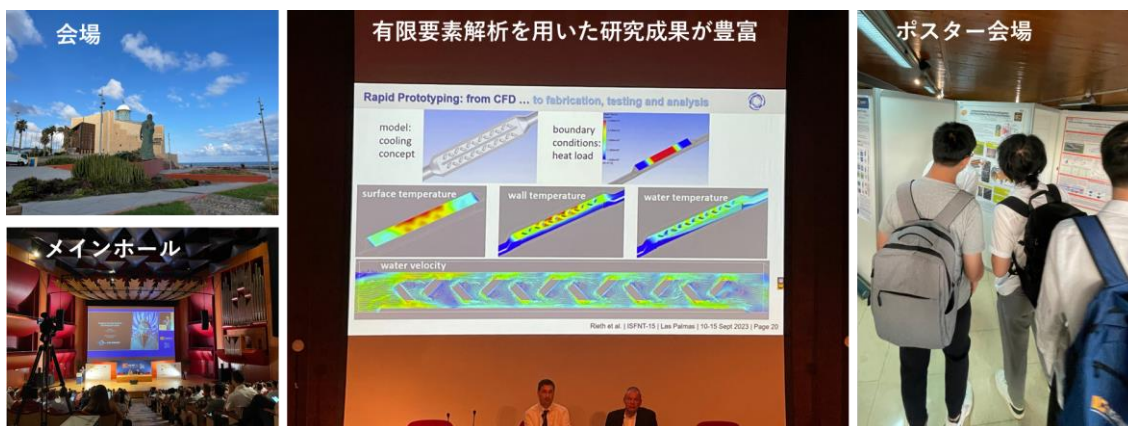 会場
メインホール
有限要素解析を用いた研究成果が豊富
Rapid Prototyping: from CFD ... to fabrication, testing and analysis
model:
cooling
concept
boundary
conditions:
heat load
surface temperature
wall temperature
water temperature
water velocity
Rieth et al. | ISFNT-15 | Las Palmas | 10-15 Sept 2023 | Page 20
ポスター会場